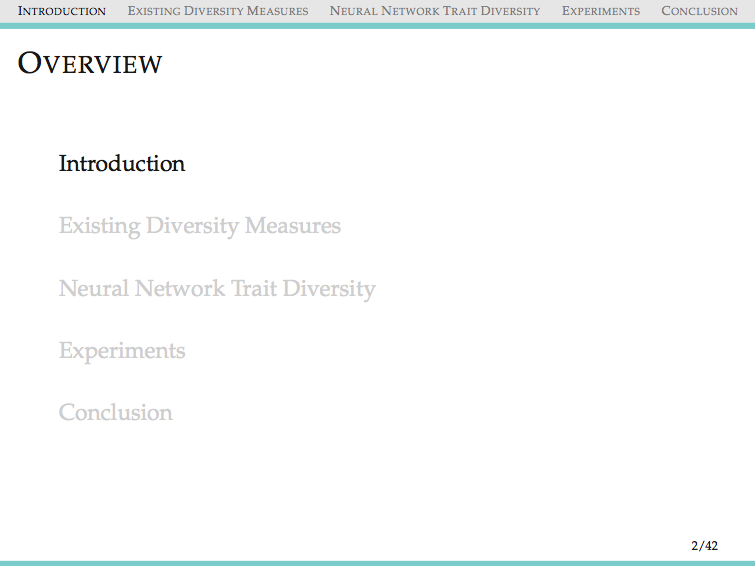 INTRODUCTION EXISTING DIVERSITY MEASURES NEURAL NETWORK TRAIT DIVERSITY EXPERIMENTS CONCLUSION
OVERVIEW
Introduction
Existing Diversity Measures
Neural Network Trait Diversity
Experiments
Conclusion
2/42